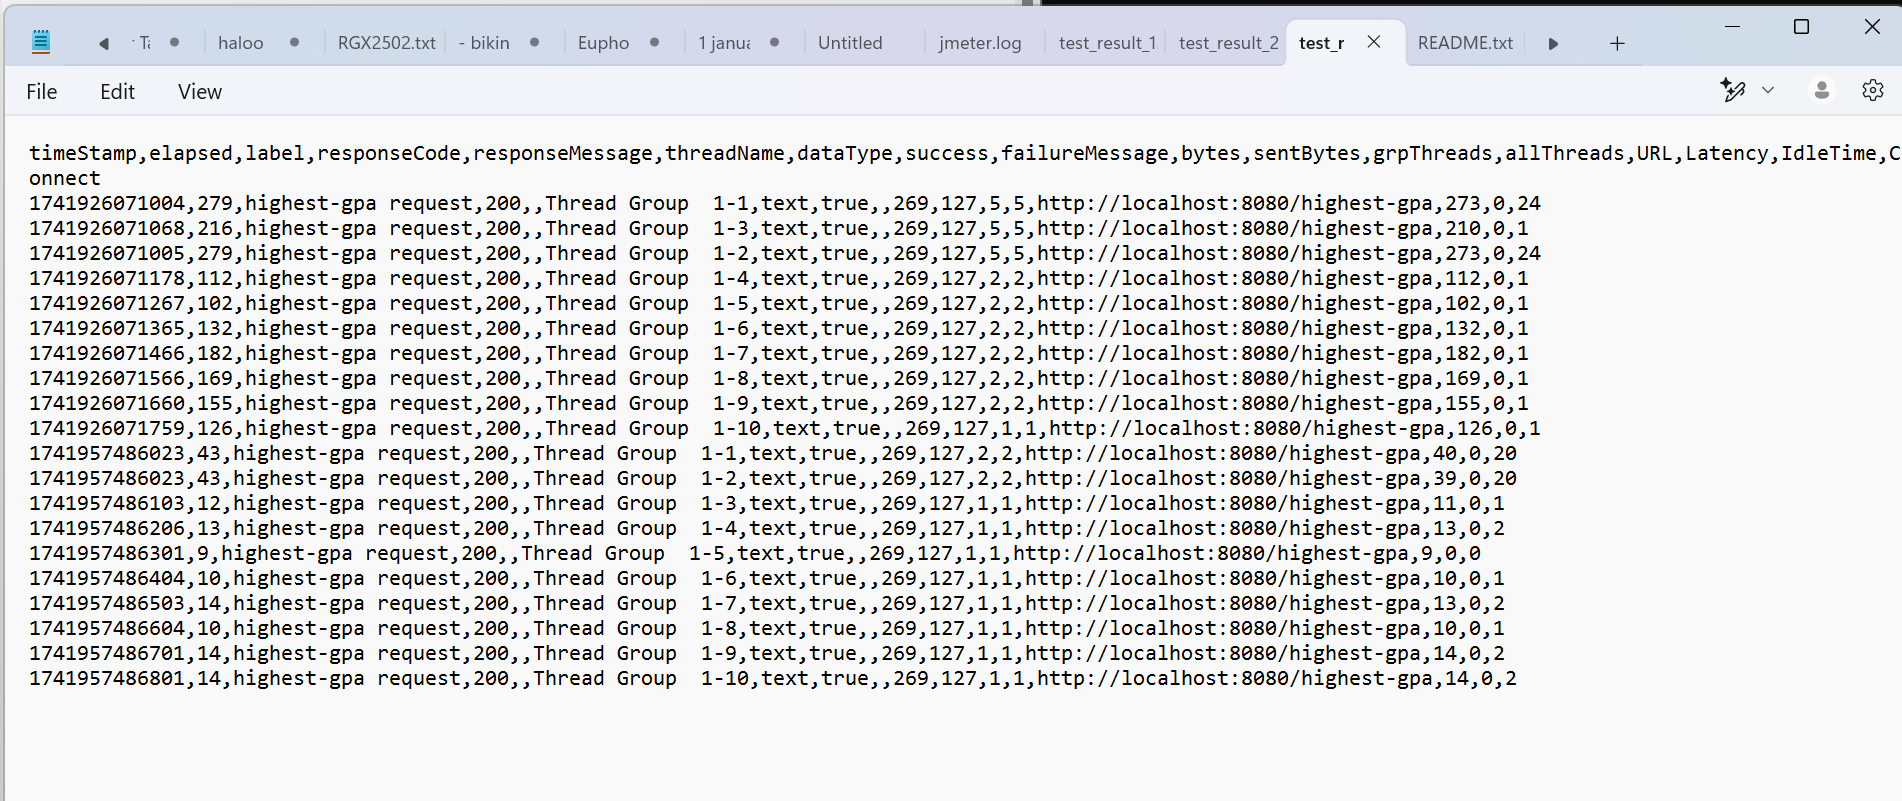 · Ta
haloo
RGX2502.txt
- bikin
Eupho
1 janua
Untitled
jmeter.log
test_result_1.
test_result_2
test_r
README.txt
File
Edit
View
timeStamp,elapsed,label,responseCode,responseMessage,threadName,dataType,success,failureMessage,bytes,sentBytes,grpThreads,allThreads,URL,Latency,IdleTime,C
onnect
1741926071004,279,highest-gpa request,200,,Thread Group  1-1,text,true,,269,127,5,5,http://localhost:8080/highest-gpa,273,0,24
1741926071068,216,highest-gpa request,200,,Thread Group  1-3,text,true,,269,127,5,5,http://localhost:8080/highest-gpa,210,0,1
1741926071005,279,highest-gpa request,200,,Thread Group  1-2,text,true,,269,127,5,5,http://localhost:8080/highest-gpa,273,0,24
1741926071178,112,highest-gpa request,200,,Thread Group  1-4,text,true,,269,127,2,2,http://localhost:8080/highest-gpa,112,0,1
1741926071267,102,highest-gpa request,200,,Thread Group  1-5,text,true,,269,127,2,2,http://localhost:8080/highest-gpa,102,0,1
1741926071365,132,highest-gpa request,200,,Thread Group  1-6,text,true,,269,127,2,2,http://localhost:8080/highest-gpa,132,0,1
1741926071466,182,highest-gpa request,200,,Thread Group  1-7,text,true,,269,127,2,2,http://localhost:8080/highest-gpa,182,0,1
1741926071566,169,highest-gpa request,200,,Thread Group  1-8,text,true,,269,127,2,2,http://localhost:8080/highest-gpa,169,0,1
1741926071660,155,highest-gpa request,200,,Thread Group  1-9,text,true,,269,127,2,2,http://localhost:8080/highest-gpa,155,0,1
1741926071759,126,highest-gpa request,200,,Thread Group  1-10,text,true,,269,127,1,1,http://localhost:8080/highest-gpa,126,0,1
1741957486023,43,highest-gpa request,200,,Thread Group  1-1,text,true,,269,127,2,2,http://localhost:8080/highest-gpa,40,0,20
1741957486023,43,highest-gpa request,200,,Thread Group  1-2,text,true,,269,127,2,2,http://localhost:8080/highest-gpa,39,0,20
1741957486103,12,highest-gpa request,200,,Thread Group  1-3,text,true,,269,127,1,1,http://localhost:8080/highest-gpa,11,0,1
1741957486206,13,highest-gpa request,200,,Thread Group  1-4,text,true,,269,127,1,1,http://localhost:8080/highest-gpa,13,0,2
1741957486301,9,highest-gpa request,200,,Thread Group  1-5,text,true,,269,127,1,1,http://localhost:8080/highest-gpa,9,0,0
1741957486404,10,highest-gpa request,200,,Thread Group  1-6,text,true,,269,127,1,1,http://localhost:8080/highest-gpa,10,0,1
1741957486503,14,highest-gpa request,200,,Thread Group  1-7,text,true,,269,127,1,1,http://localhost:8080/highest-gpa,13,0,2
1741957486604,10,highest-gpa request,200,,Thread Group  1-8,text,true,,269,127,1,1,http://localhost:8080/highest-gpa,10,0,1
1741957486701,14,highest-gpa request,200,,Thread Group  1-9,text,true,,269,127,1,1,http://localhost:8080/highest-gpa,14,0,2
1741957486801,14,highest-gpa request,200,,Thread Group  1-10,text,true,,269,127,1,1,http://localhost:8080/highest-gpa,14,0,2